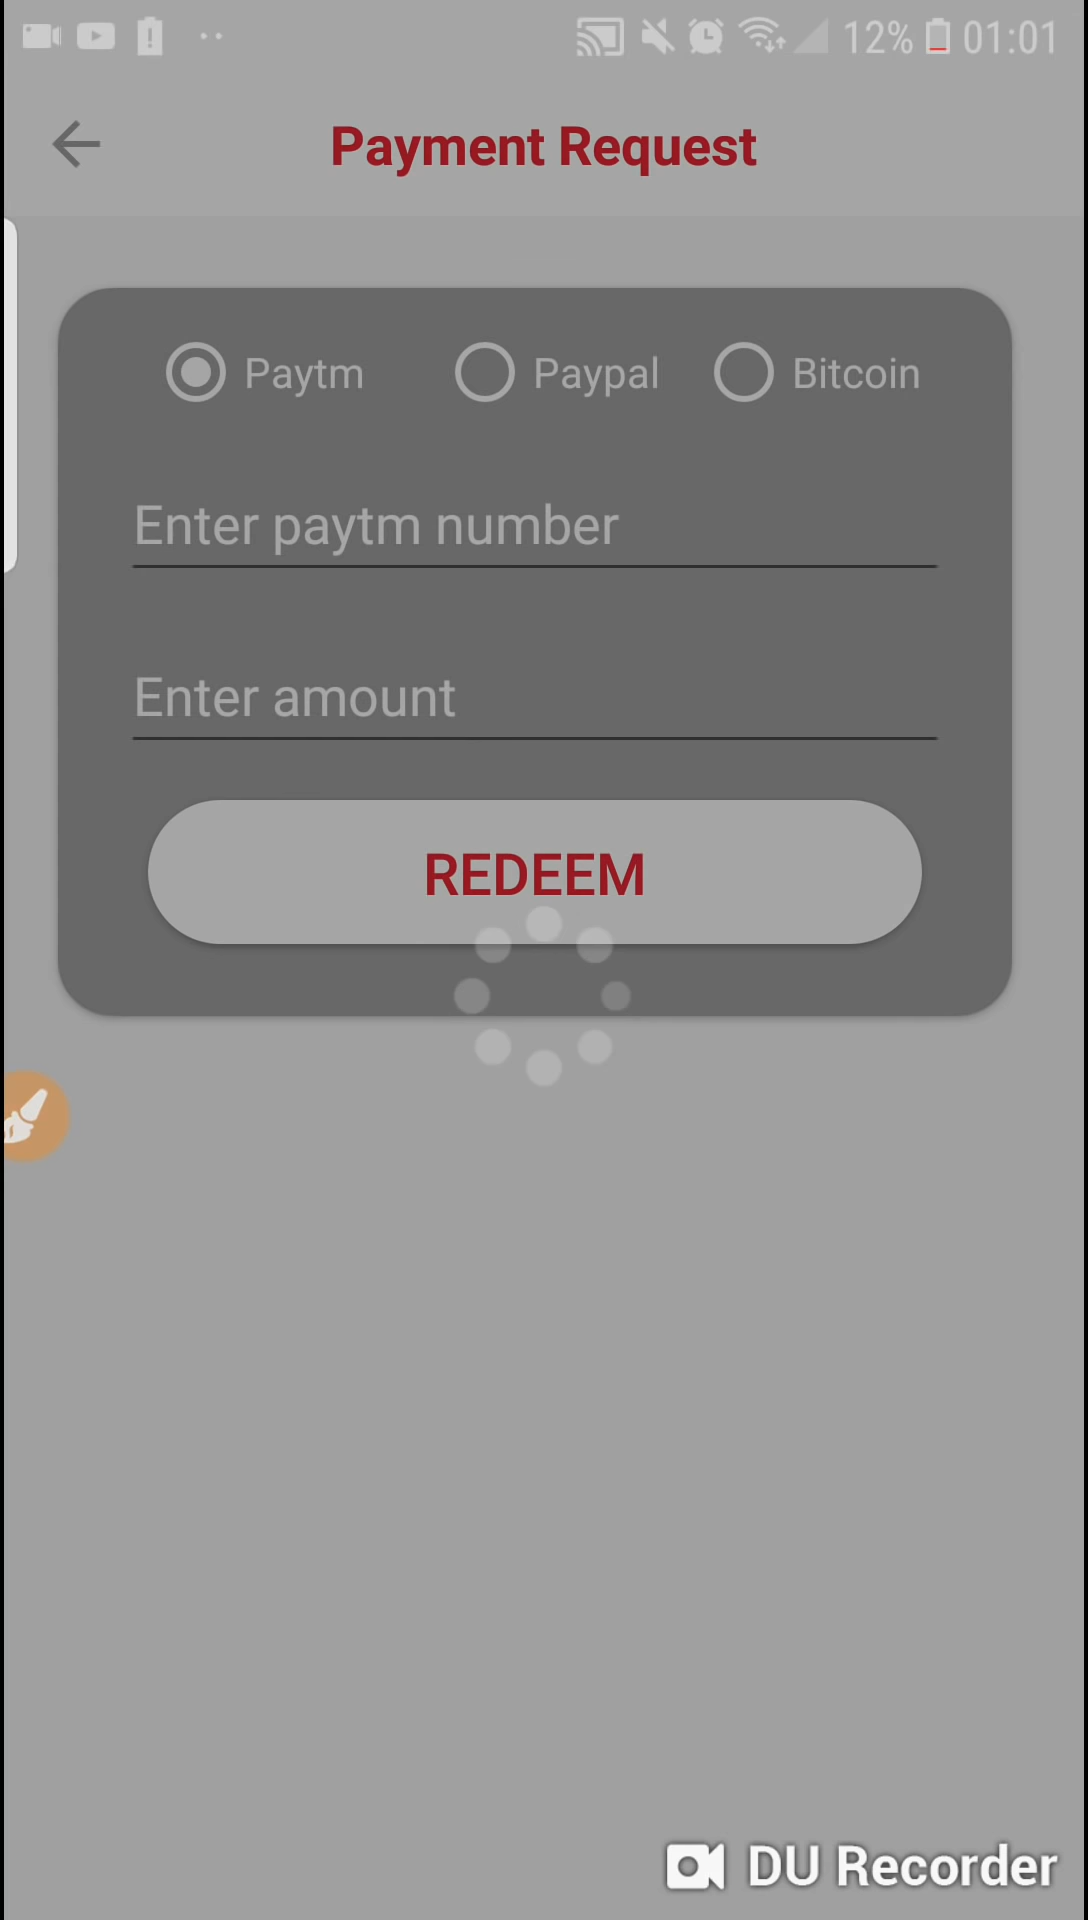 12% 01:01
Payment Request
Paytm Paypal Bitcoin
Enter paytm number
Enter amount
REDEEM
DU Recorder